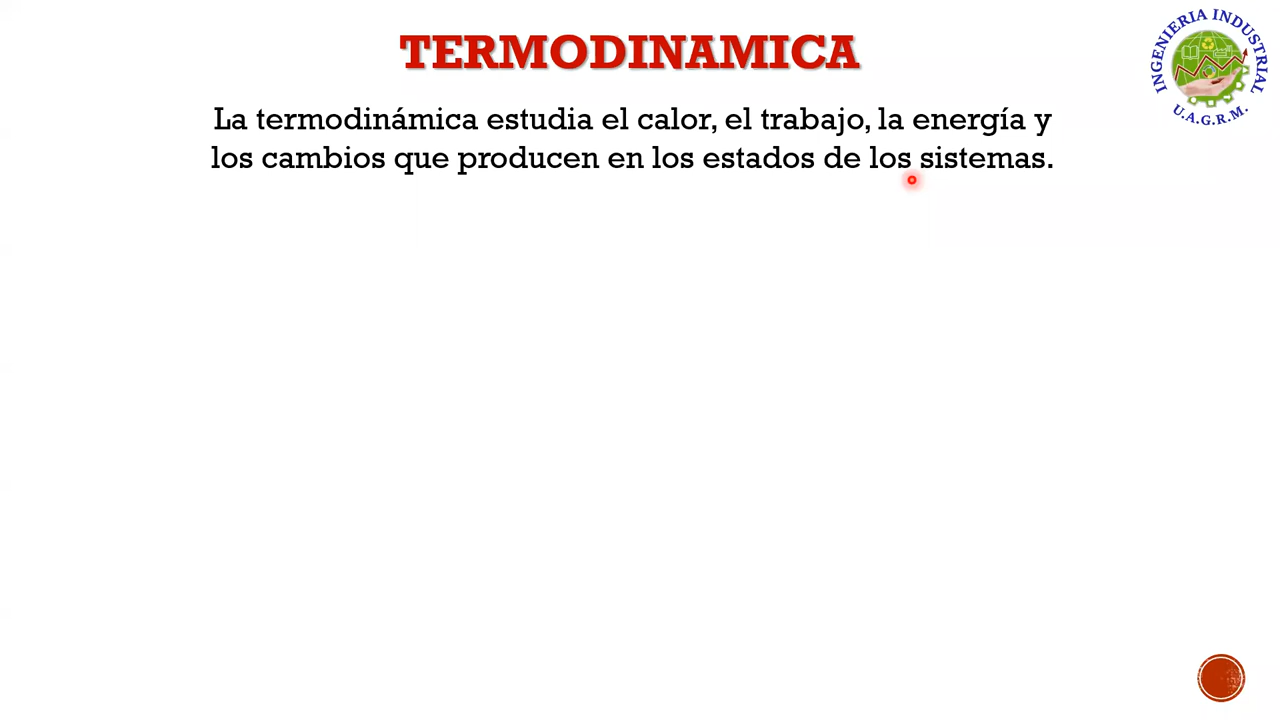 TERMODINAMICA
INGENIERIA INDUSTRIAL
U.A.G.R.M.
La termodinámica estudia el calor, el trabajo, la energía y
los cambios que producen en los estados de los sistemas.